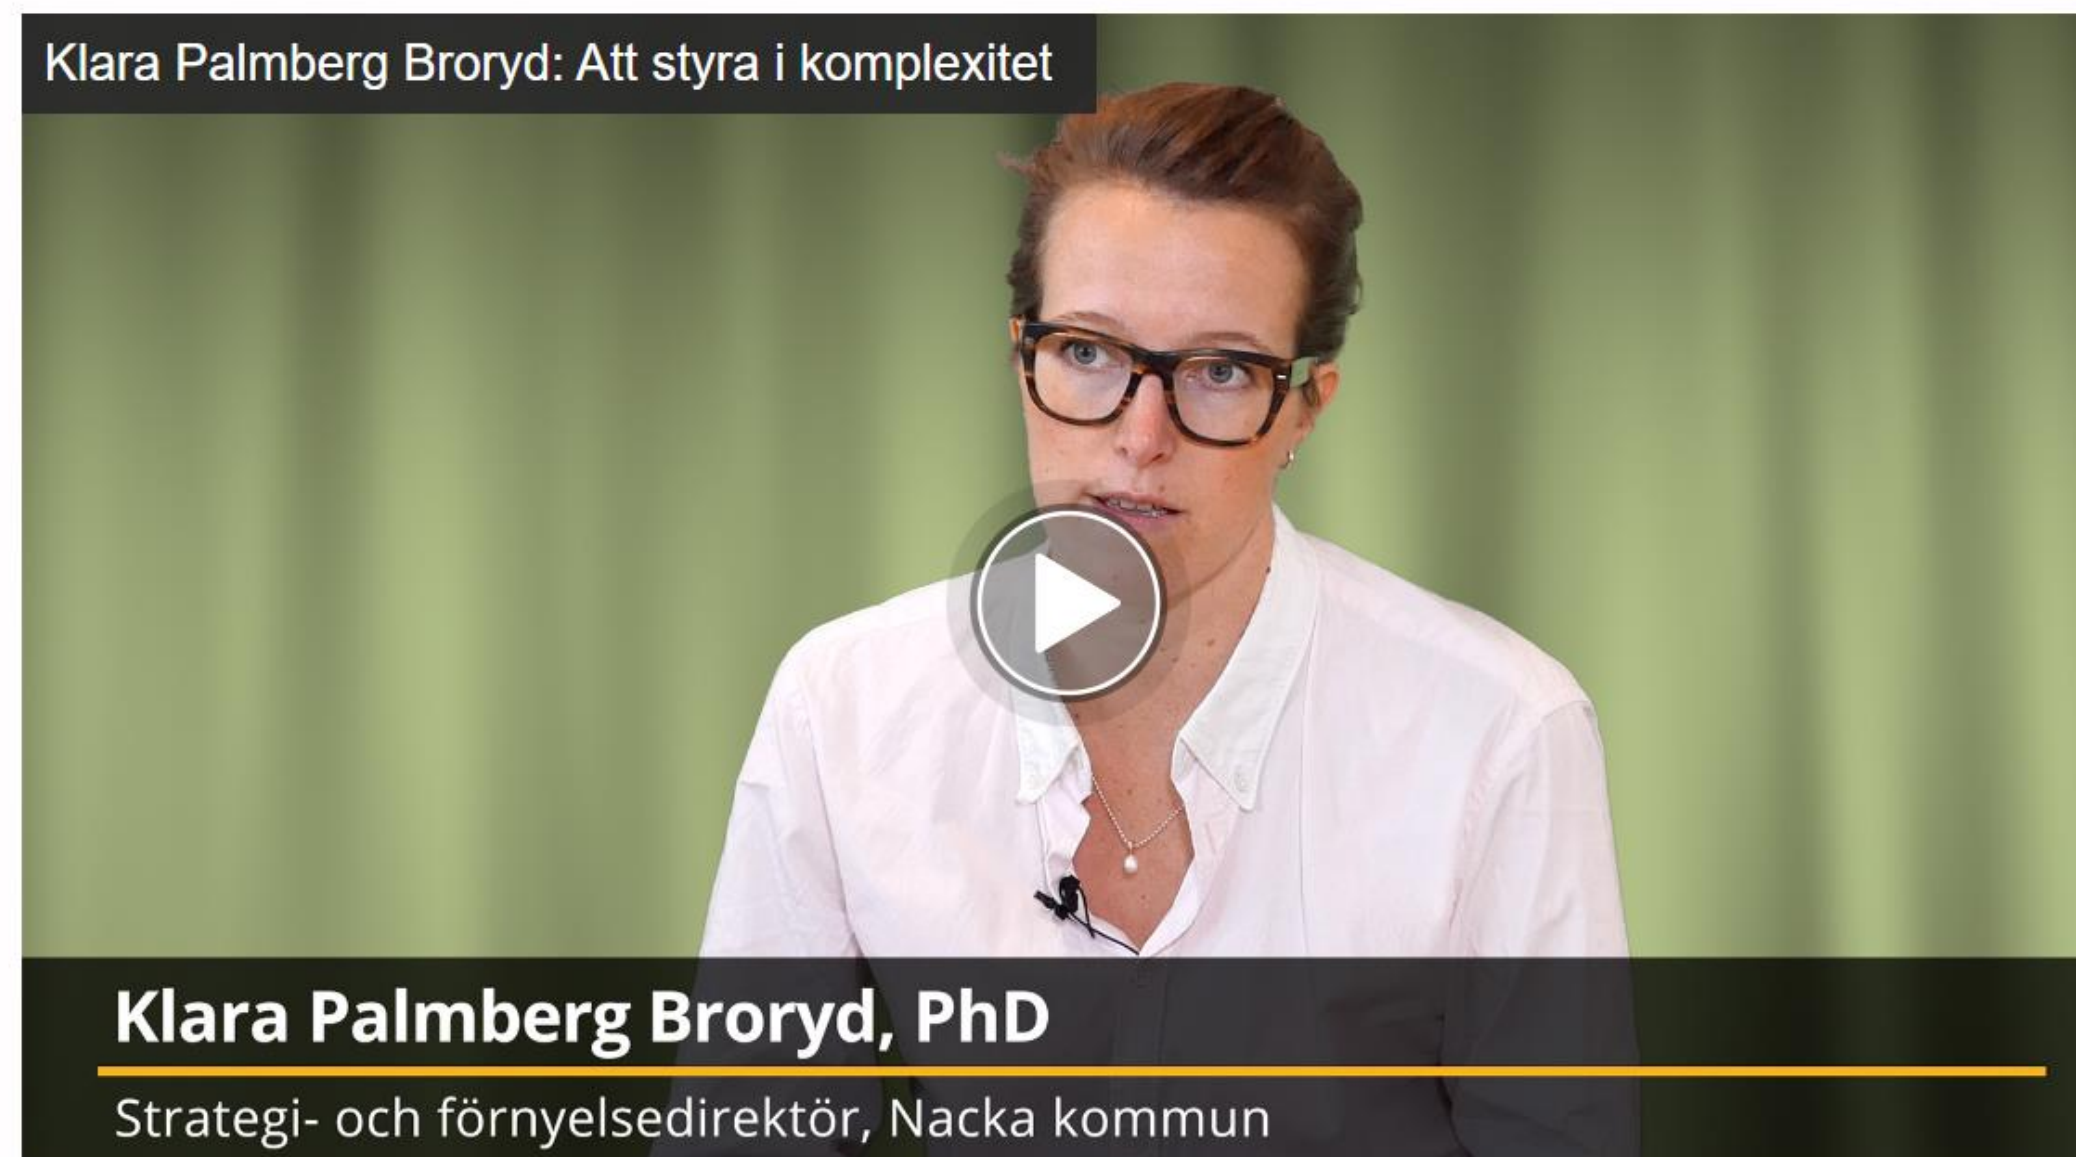 Klara Palmberg Broryd: Att styra i komplexitet
Klara Palmberg Broryd, PhD
Strategi- och förnyelsedirektör, Nacka kommun